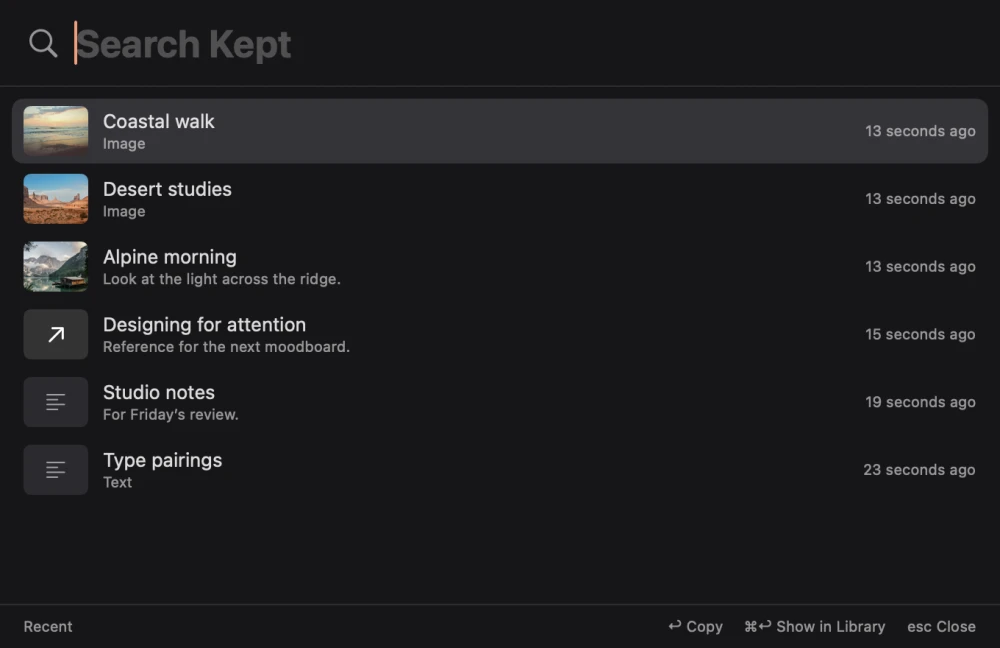 Search Kept
Coastal walk
Image
13 seconds ago
Desert studies
Image
13 seconds ago
Alpine morning
Look at the light across the ridge.
13 seconds ago
Designing for attention
Reference for the next moodboard.
15 seconds ago
Studio notes
For Friday’s review.
19 seconds ago
Type pairings
Text
23 seconds ago
Recent
↩ Copy
⌘↩ Show in Library
esc Close